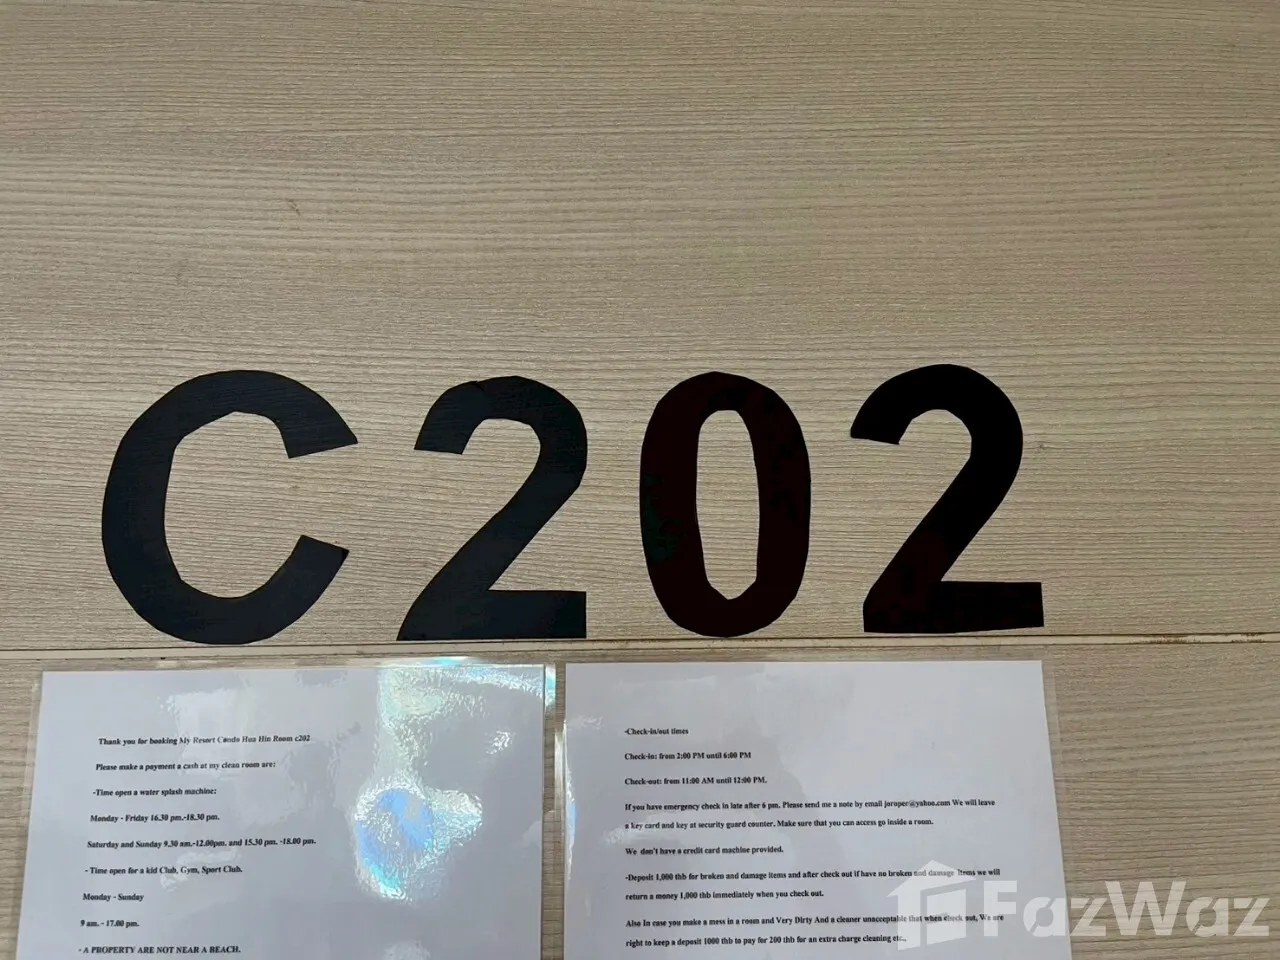 C202
Thank you for booking My Resort Condo Hua Hin Room c202
Please make a payment a cash at my clean room are:
-Time open a water splash machine:
Monday - Friday 16.30 pm.-18.30 pm.
Saturday and Sunday 9.30 am.-12.00pm. and 15.30 pm. -18.00 pm.
- Time open for a kid Club, Gym, Sport Club.
Monday - Sunday
9 am. - 17.00 pm.
- A PROPERTY ARE NOT NEAR A BEACH.
-Check-in/out times
Check-in: from 2:00 PM until 6:00 PM
Check-out: from 11:00 AM until 12:00 PM.
If you have emergency check in late after 6 pm. Please send me a note by email joroper@yahoo.com We will leave
a key card and key at security guard counter. Make sure that you can access go inside a room.
We don't have a credit card machine provided.
-Deposit 1,000 thb for broken and damage items and after check out if have no broken and damage items we will
return a money 1,000 thb immediately when you check out.
Also In case you make a mess in a room and Very Dirty And a cleaner unacceptable that when check out, We are
right to keep a deposit 1000 thb to pay for 200 thb for an extra charge cleaning etc.,
FazWaz